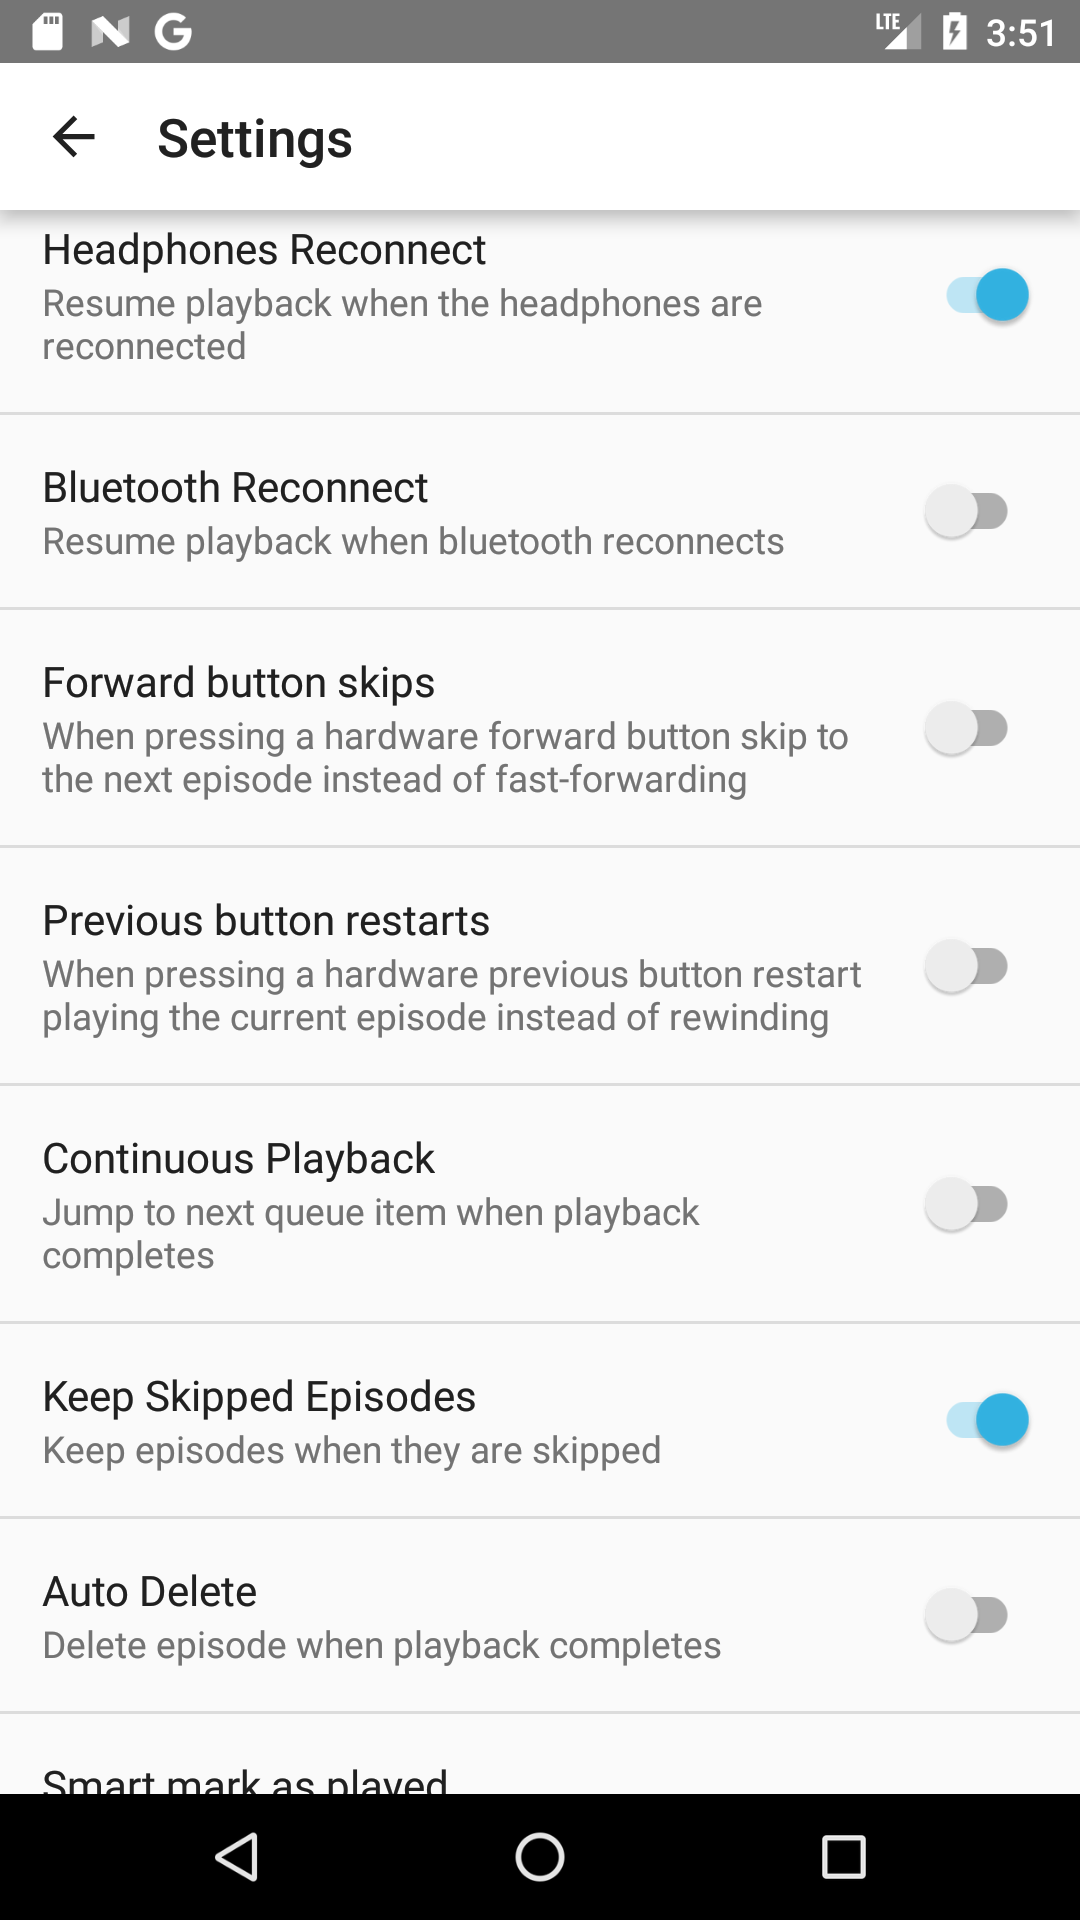 LTE 3:51
Settings
Headphones Reconnect
Resume playback when the headphones are
reconnected
Bluetooth Reconnect
Resume playback when bluetooth reconnects
Forward button skips
When pressing a hardware forward button skip to
the next episode instead of fast-forwarding
Previous button restarts
When pressing a hardware previous button restart
playing the current episode instead of rewinding
Continuous Playback
Jump to next queue item when playback
completes
Keep Skipped Episodes
Keep episodes when they are skipped
Auto Delete
Delete episode when playback completes
Smart mark as played